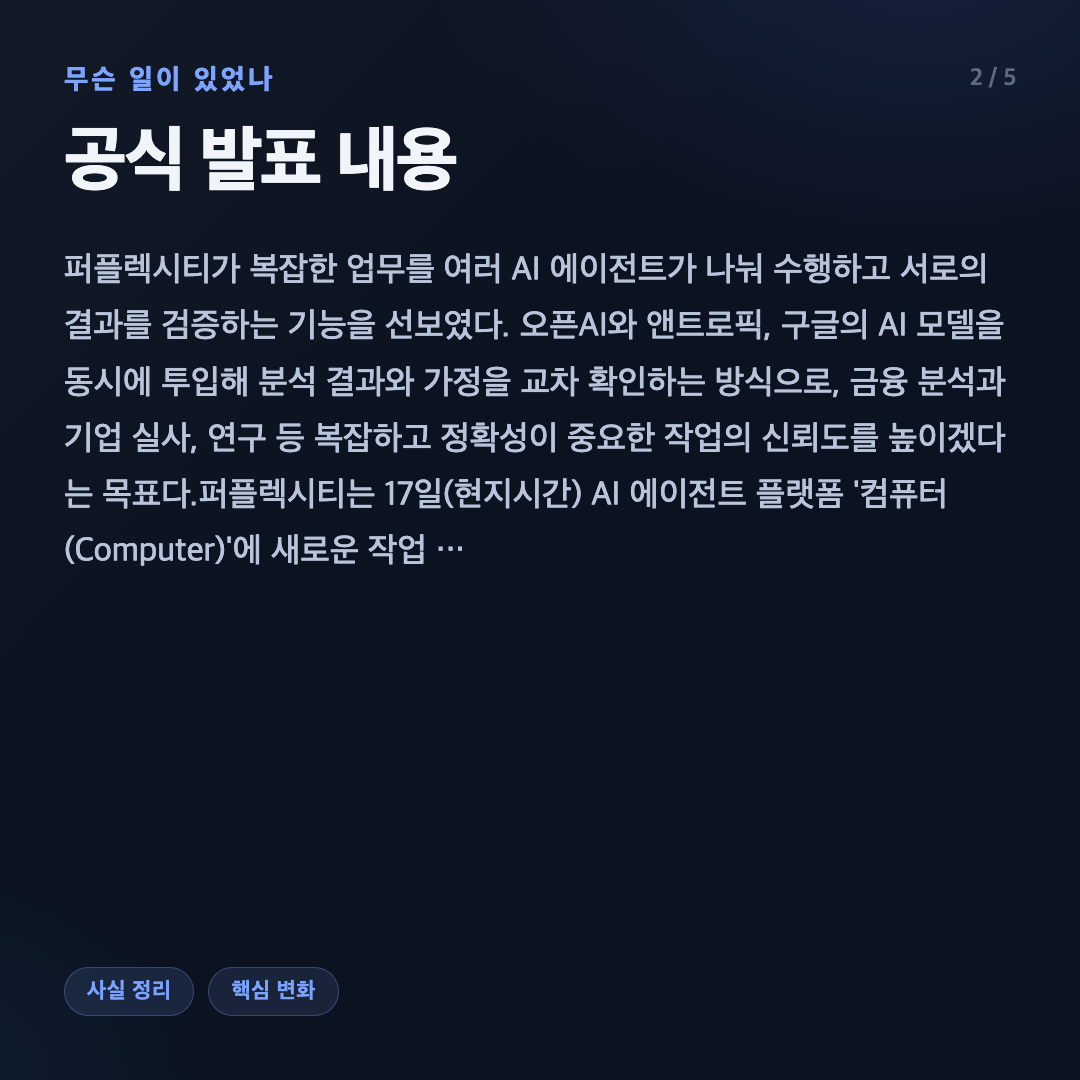 무슨 일이 있었나
2 / 5
공식 발표 내용
퍼플렉시티가 복잡한 업무를 여러 AI 에이전트가 나눠 수행하고 서로의
결과를 검증하는 기능을 선보였다. 오픈AI와 앤트로픽, 구글의 AI 모델을
동시에 투입해 분석 결과와 가정을 교차 확인하는 방식으로, 금융 분석과
기업 실사, 연구 등 복잡하고 정확성이 중요한 작업의 신뢰도를 높이겠다
는 목표다.퍼플렉시티는 17일(현지시간) AI 에이전트 플랫폼 '컴퓨터
(Computer)'에 새로운 작업 …
사실 정리
핵심 변화